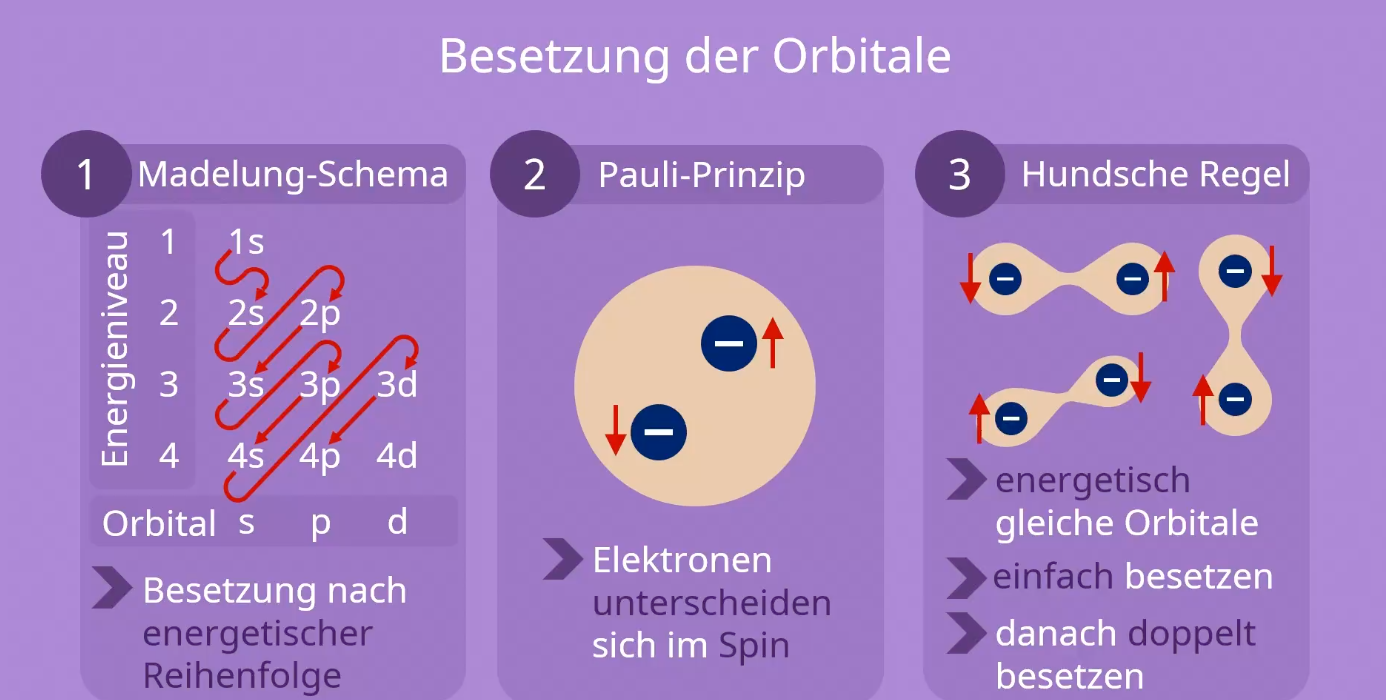 Besetzung der Orbitale
1 Madelung-Schema
Energieniveau
1 1s
2 2s 2p
3 3s 3p 3d
4 4s 4p 4d
Orbital s p d
Besetzung nach
energetischer
Reihenfolge
2 Pauli-Prinzip
Elektronen
unterscheiden
sich im Spin
3 Hundsche Regel
energetisch
gleiche Orbitale
einfach besetzen
danach doppelt
besetzen